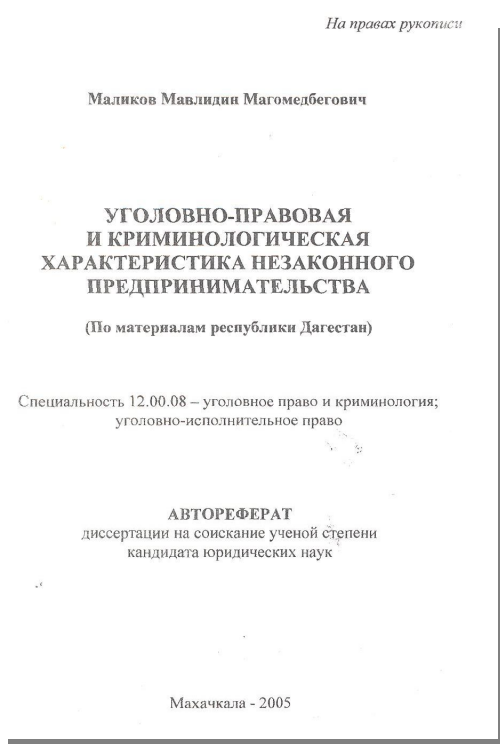 На правах рукописи
Маликов Мавлидин Магомедбегович
УГОЛОВНО-ПРАВОВАЯ
И КРИМИНОЛОГИЧЕСКАЯ
ХАРАКТЕРИСТИКА НЕЗАКОННОГО
ПРЕДПРИНИМАТЕЛЬСТВА
(По материалам республики Дагестан)
Специальность 12.00.08 – уголовное право и криминология;
уголовно-исполнительное право
АВТОРЕФЕРАТ
диссертации на соискание ученой степени
кандидата юридических наук
Махачкала - 2005